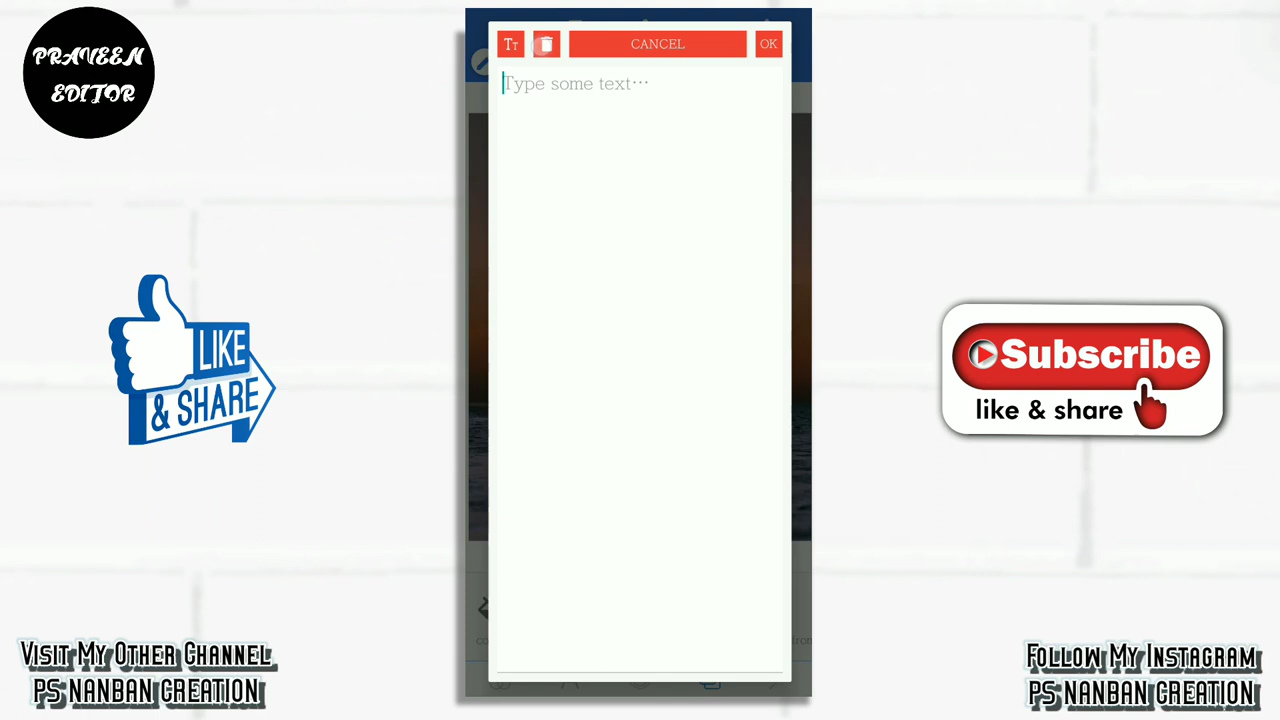 PRAVEEN
EDITOR
TT
CANCEL
OK
Type some text...
LIKE
& SHARE
Subscribe
like & share
Visit My Other Channel
PS NANBAN CREATION
Follow My Instagram
PS NANBAN CREATION